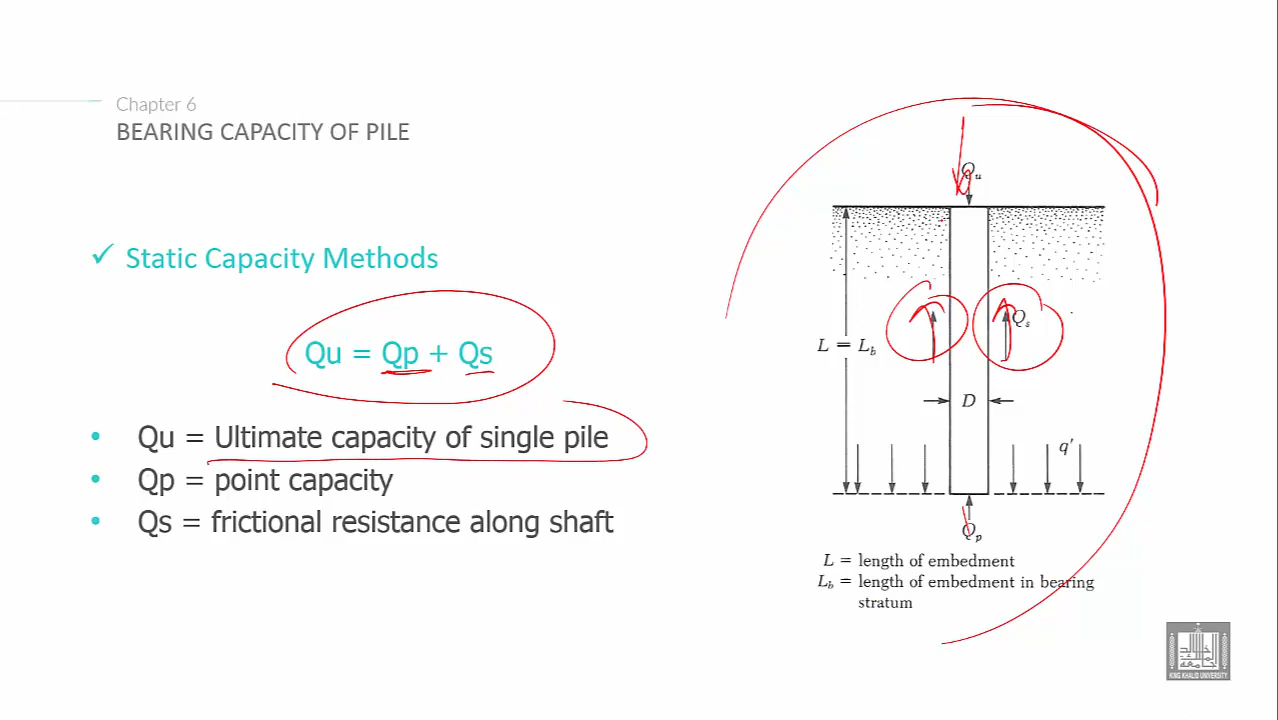 Chapter 6
BEARING CAPACITY OF PILE
✓ Static Capacity Methods
Qu = Qp + Qs
• Qu = Ultimate capacity of single pile
• Qp = point capacity
• Qs = frictional resistance along shaft
Qu
Qs
L = Lb
D
q′
Qp
L = length of embedment
Lb = length of embedment in bearing
stratum
KING KHALID UNIVERSITY